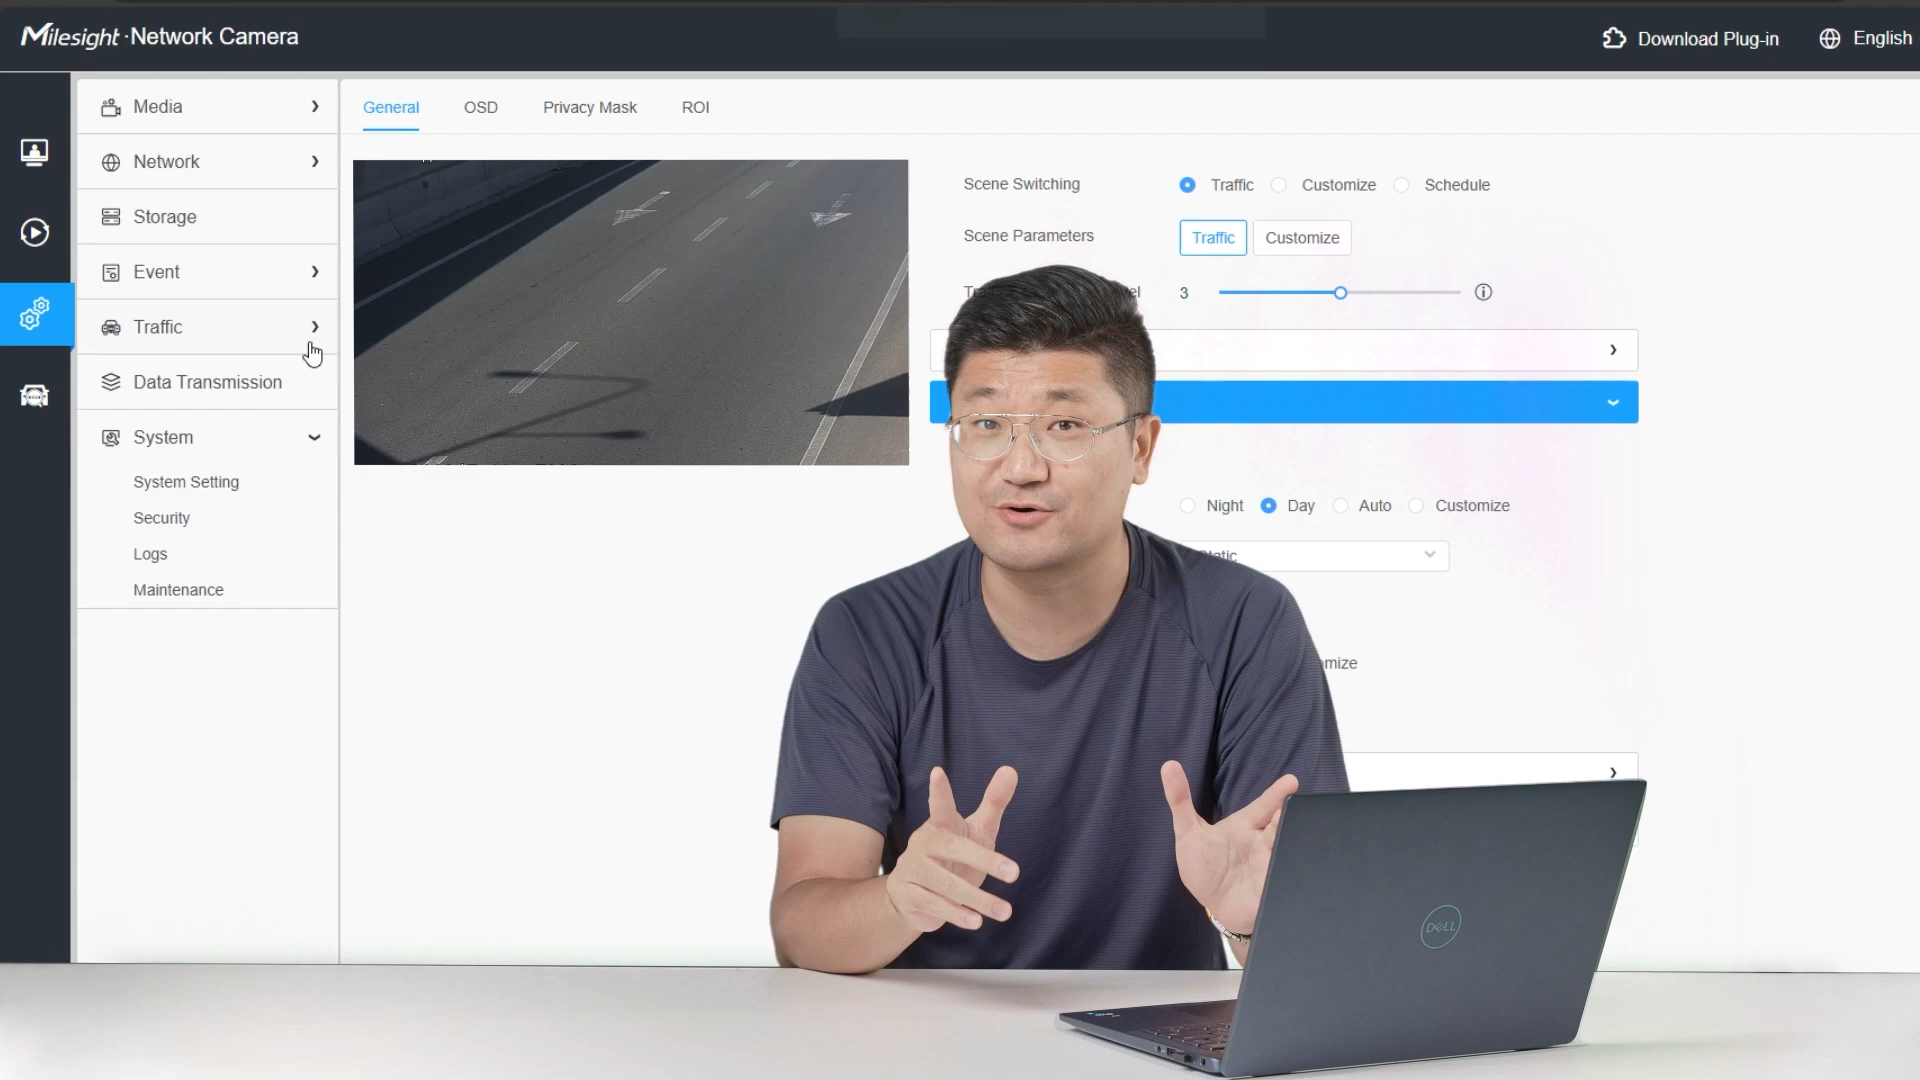 Milesight · Network Camera
Download Plug-in
English
Media
Network
Storage
Event
Traffic
Data Transmission
System
System Setting
Security
Logs
Maintenance
General OSD Privacy Mask ROI
Scene Switching Traffic Customize Schedule
Scene Parameters Traffic Customize
3
Night Day Auto Customize
DELL